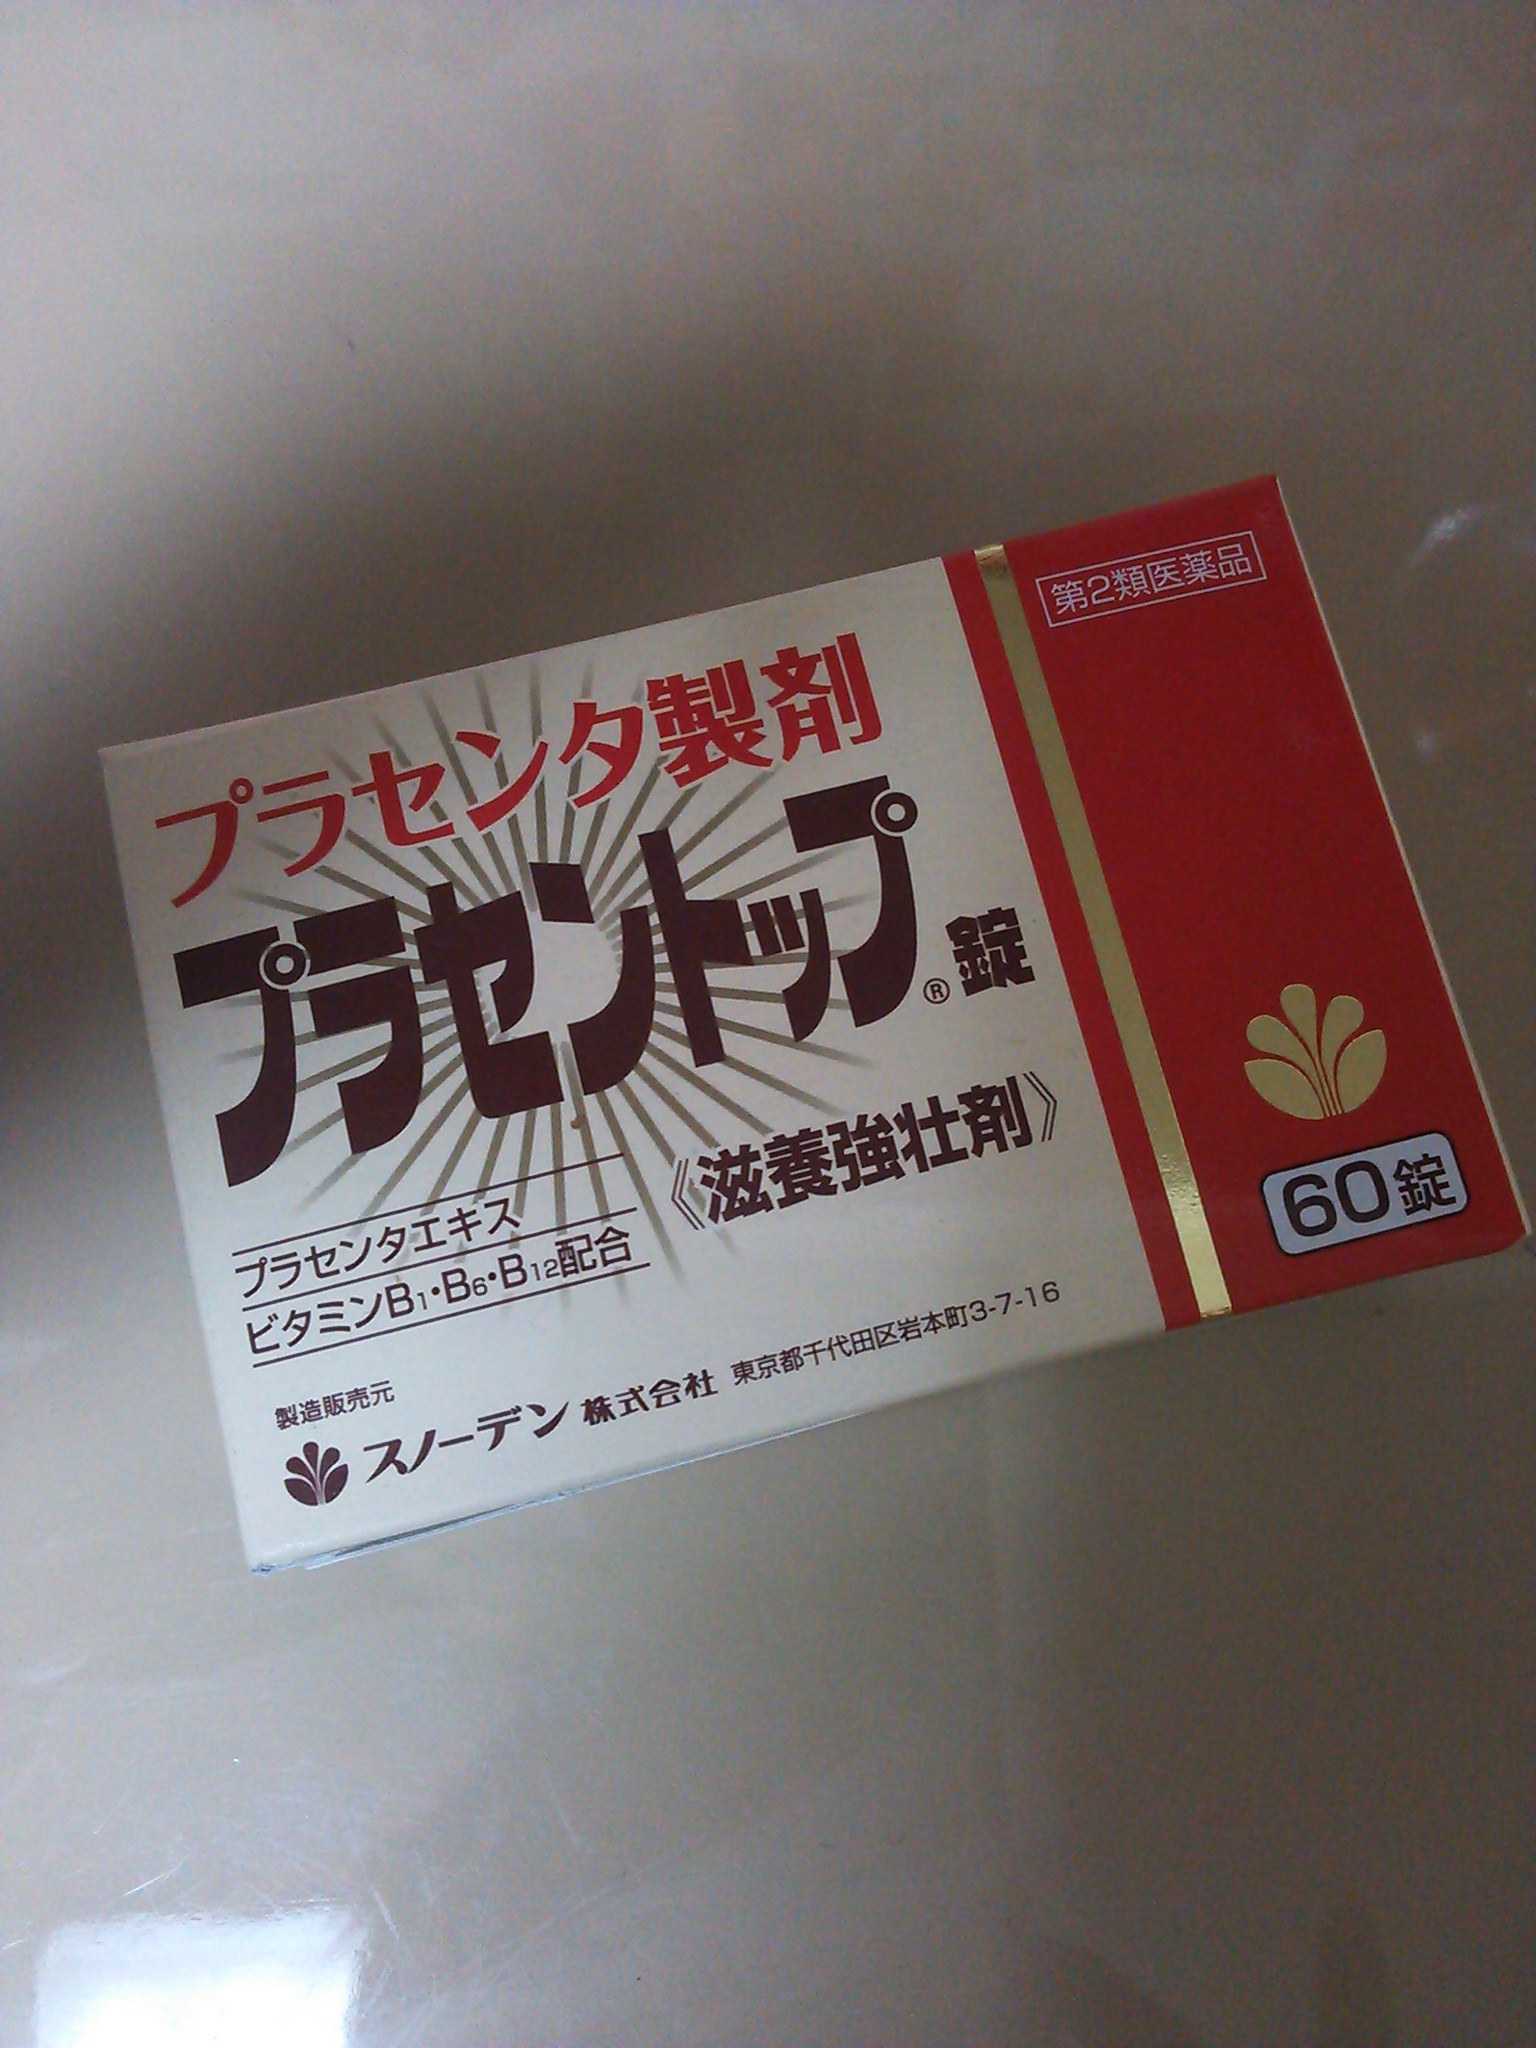 第2類医薬品
プラセンタ製剤
プラセントップ®錠
《滋養強壮剤》
プラセンタエキス
ビタミンB1・B6・B12配合
60錠
製造販売元
スノーデン株式会社 東京都千代田区岩本町3-7-16